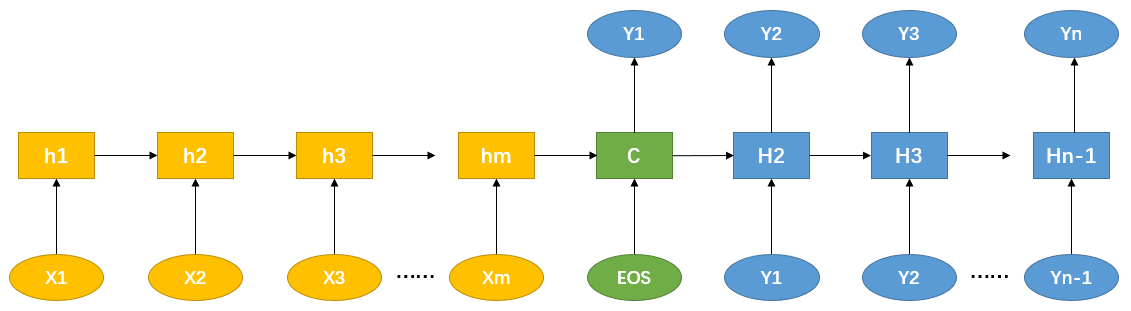 Y1 Y2 Y3 Yn
h1 h2 h3 hm C H2 H3 Hn-1
X1 X2 X3 ······ Xm EOS Y1 Y2 ······ Yn-1